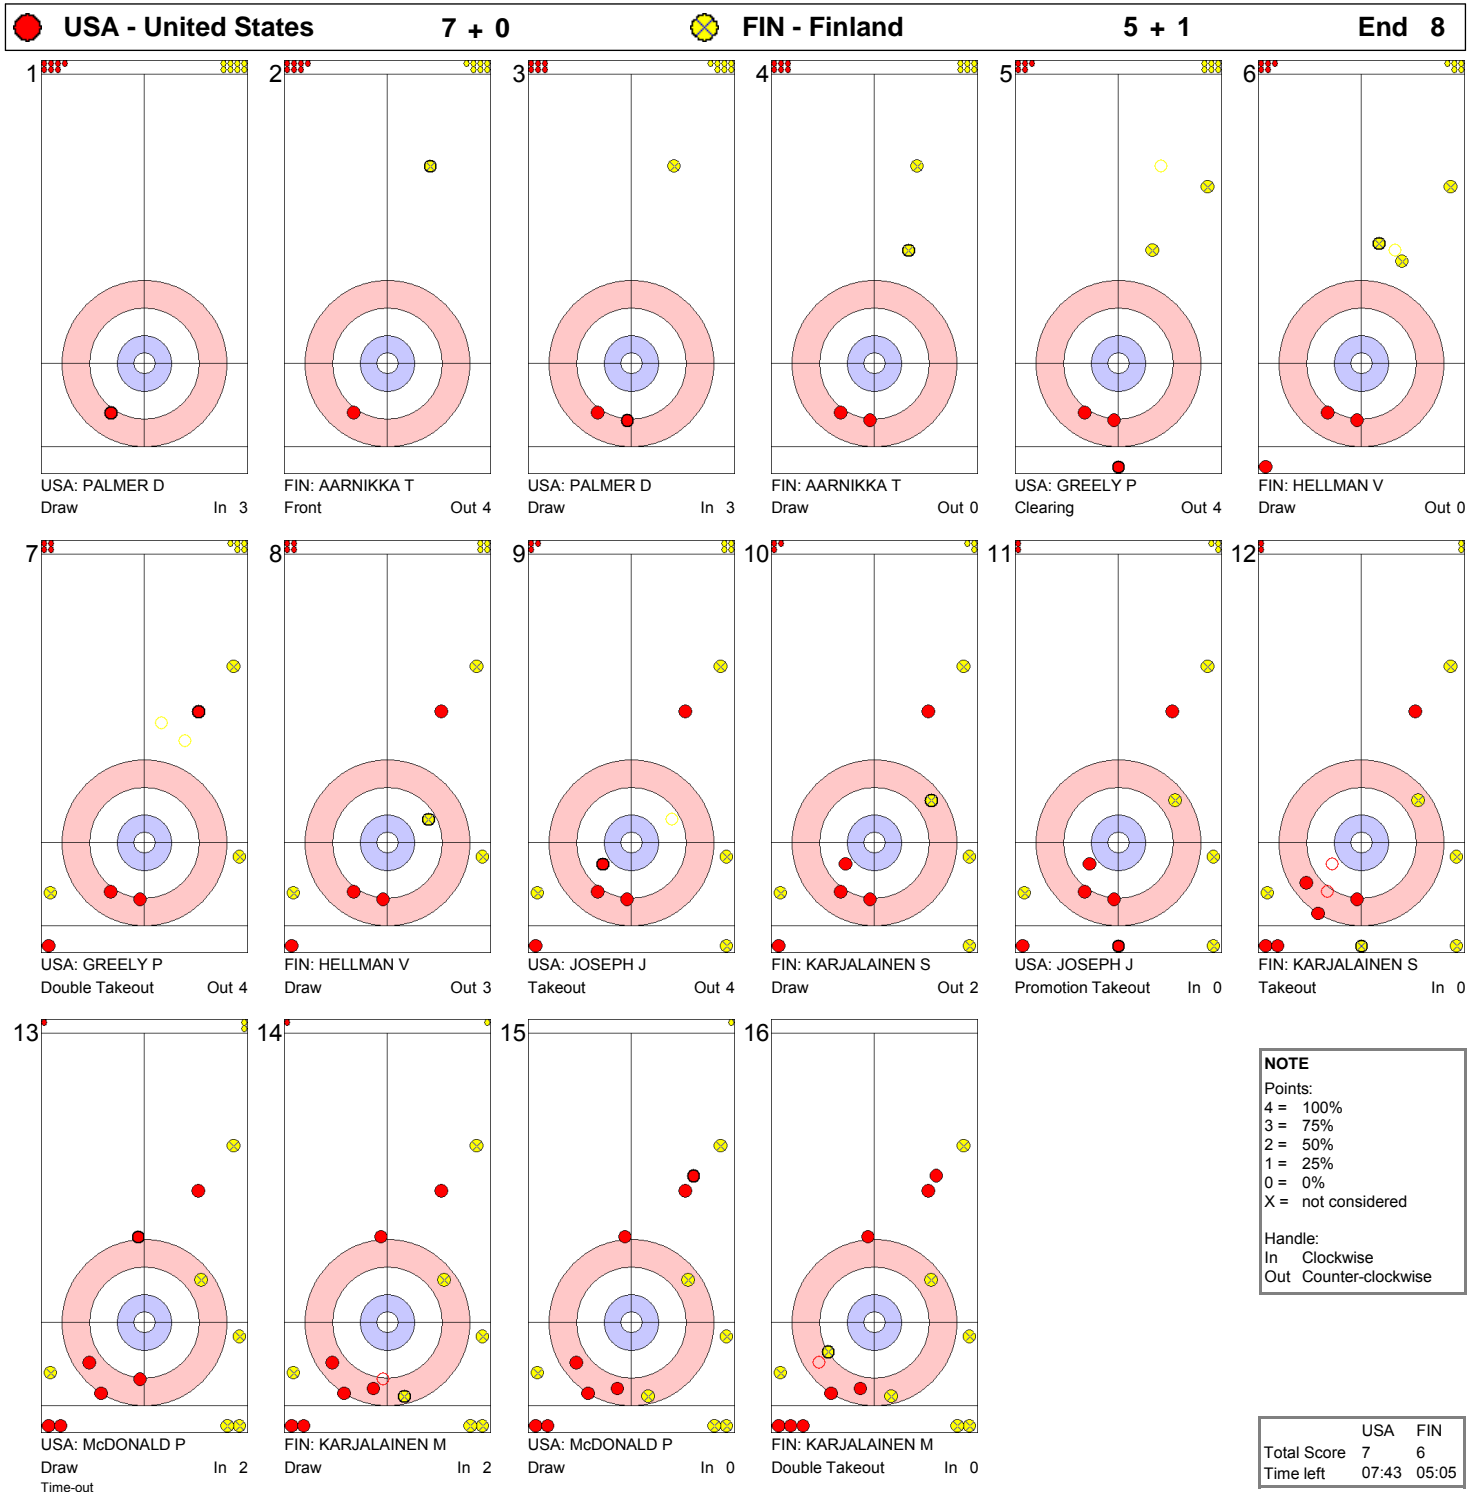 USA - United States 7 + 0 FIN - Finland 5 + 1 End 8
1 2 3 4 5 6
USA: PALMER D
Draw In 3
FIN: AARNIKKA T
Front Out 4
USA: PALMER D
Draw In 3
FIN: AARNIKKA T
Draw Out 0
USA: GREELY P
Clearing Out 4
FIN: HELLMAN V
Draw Out 0
7 8 9 10 11 12
USA: GREELY P
Double Takeout Out 4
FIN: HELLMAN V
Draw Out 3
USA: JOSEPH J
Takeout Out 4
FIN: KARJALAINEN S
Draw Out 2
USA: JOSEPH J
Promotion Takeout In 0
FIN: KARJALAINEN S
Takeout In 0
13 14 15 16
USA: McDONALD P
Draw In 2
Time-out
FIN: KARJALAINEN M
Draw In 2
USA: McDONALD P
Draw In 0
FIN: KARJALAINEN M
Double Takeout In 0
NOTE
Points:
4 = 100%
3 = 75%
2 = 50%
1 = 25%
0 = 0%
X = not considered
Handle:
In Clockwise
Out Counter-clockwise
USA FIN
Total Score 7 6
Time left 07:43 05:05